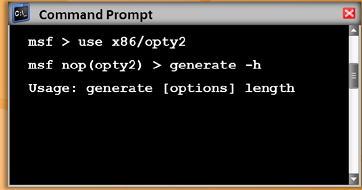 Command Prompt
msf > use x86/opty2
msf nop(opty2) > generate -h
Usage: generate [options] length